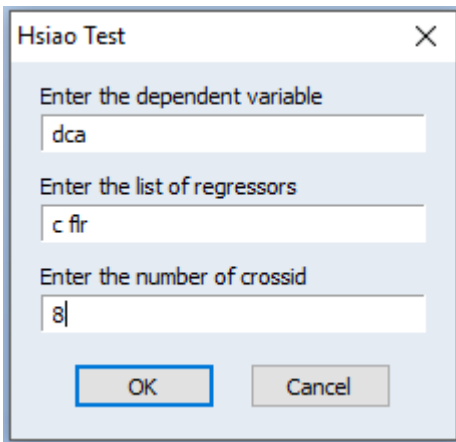 Hsiao Test
Enter the dependent variable
dca
Enter the list of regressors
c flr
Enter the number of crossid
8
OK Cancel